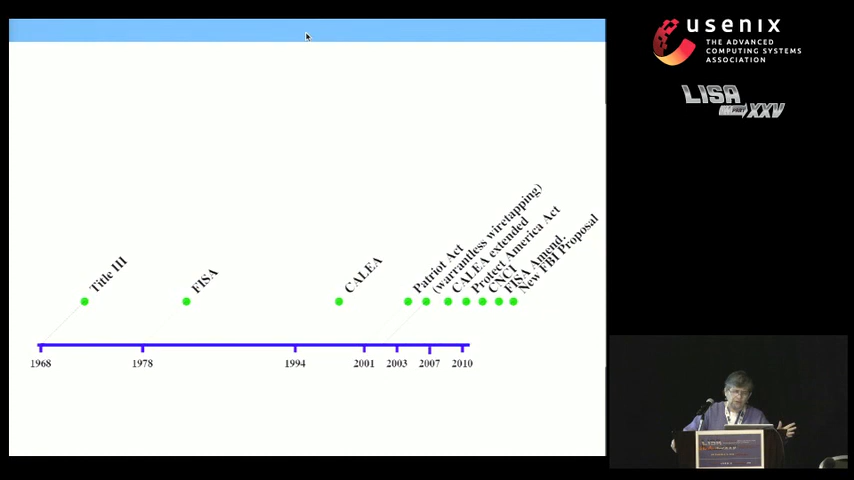 usenix
THE ADVANCED
COMPUTING SYSTEMS
ASSOCIATION
LISA
XXV
Title III
FISA
CALEA
Patriot Act
(warrantless wiretapping)
CALEA extended
Protect America Act
CNCI
FISA Amend.
New FBI Proposal
1968
1978
1994
2001
2003
2007
2010
LISA